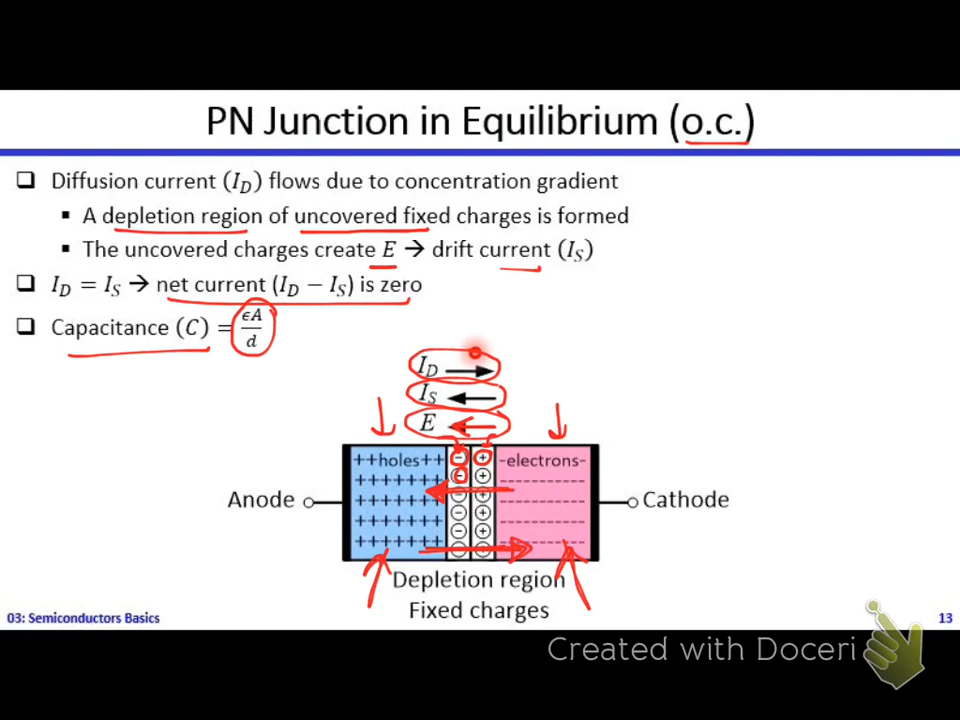 PN Junction in Equilibrium (o.c.)
❑ Diffusion current (I_D) flows due to concentration gradient
▪ A depletion region of uncovered fixed charges is formed
▪ The uncovered charges create E → drift current (I_S)
❑ I_D = I_S → net current (I_D − I_S) is zero
❑ Capacitance (C) = ϵA/d
I_D
I_S
E
++holes++ − + -electrons-
+++++++ − + ----------
Anode +++++++ − + ---------- Cathode
+++++++ − + ----------
+++++++ − + ----------
Depletion region
Fixed charges
03: Semiconductors Basics 13
Created with Doceri